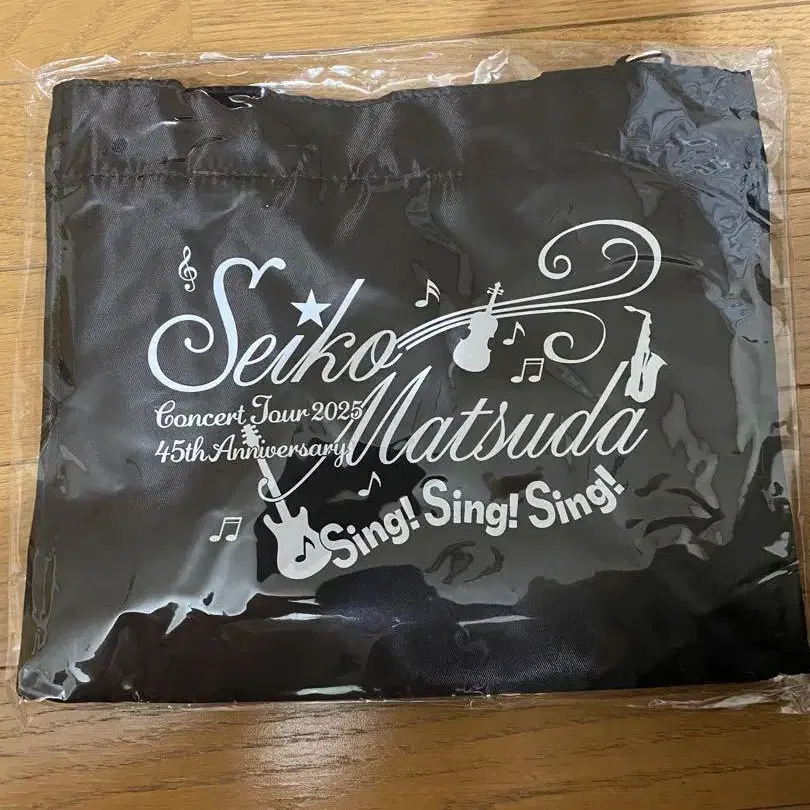 Seiko
Matsuda
Concert Tour 2025
45th Anniversary
Sing! Sing! Sing!